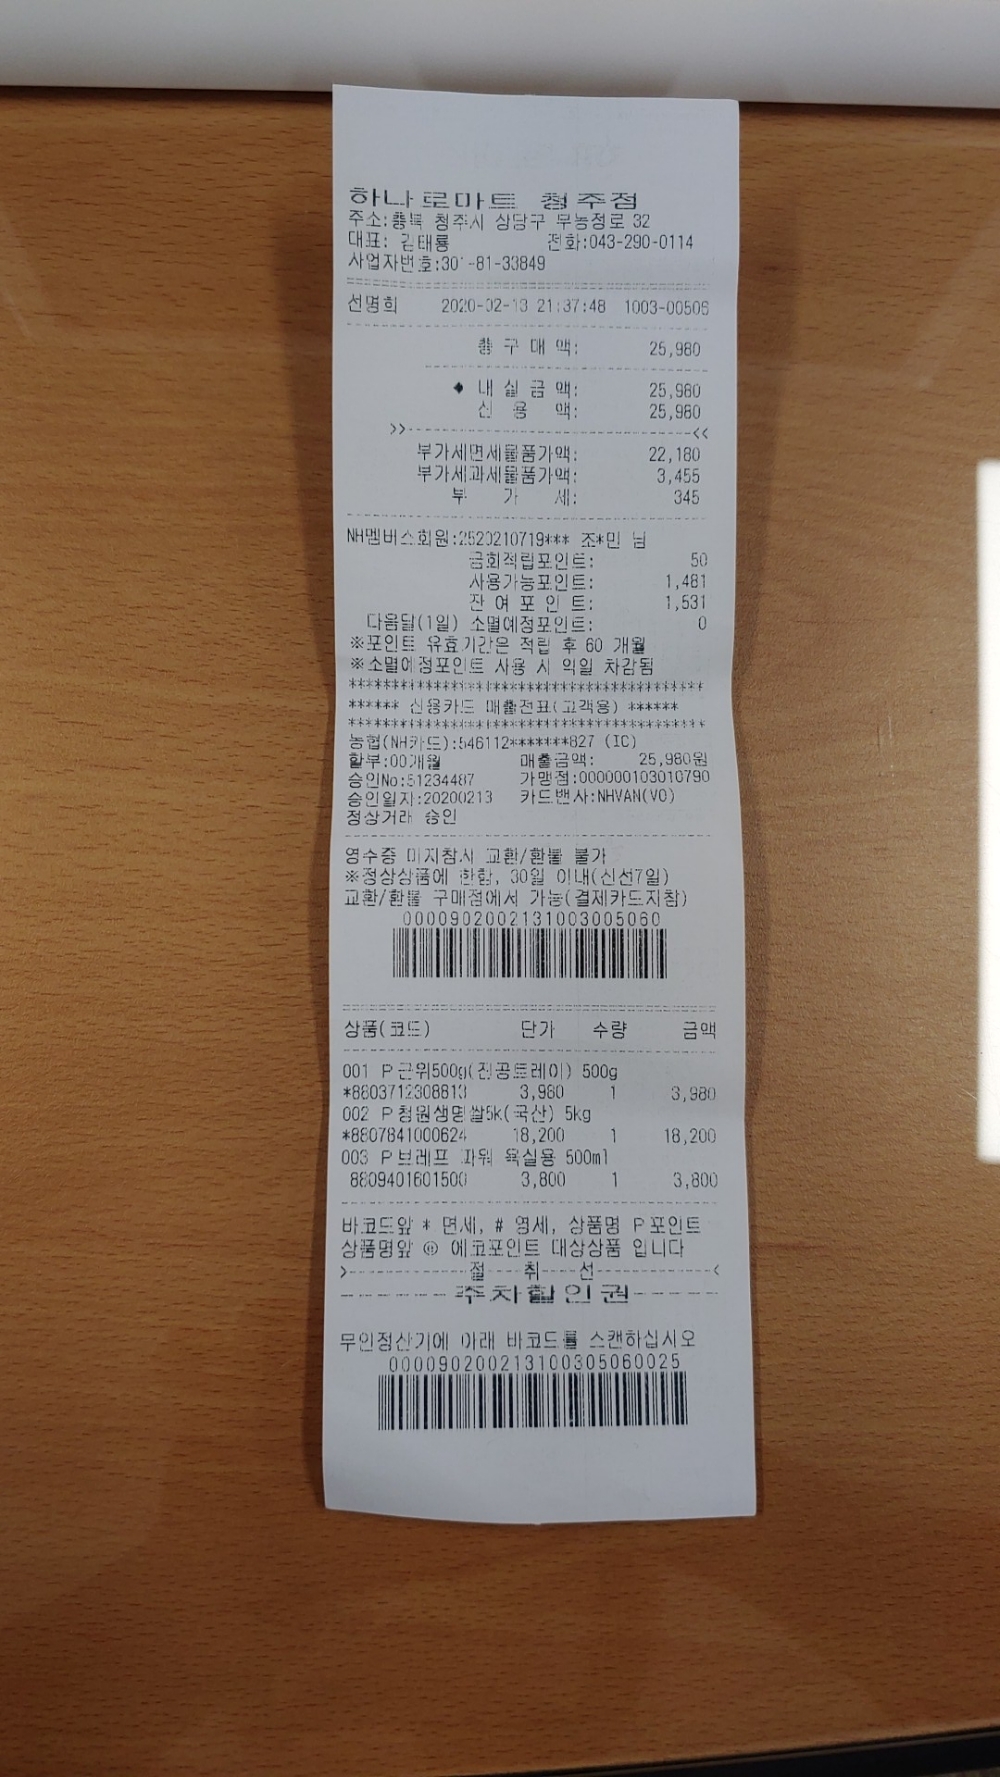 하나로마트 청주점
주소:충북 청주시 상당구 무농정로 32
대표: 김태룡 전화:043-290-0114
사업자번호:301-81-33849
선명희 2020-02-13 21:37:48 1003-00506
총 구 매 액: 25,980
◆ 내 실 금 액: 25,980
신 용 액: 25,980
>>--------------------------<<
부가세면세물품가액: 22,180
부가세과세물품가액: 3,455
부 가 세: 345
NH멤버스회원:2520210719*** 조*민 님
금회적립포인트: 50
사용가능포인트: 1,481
잔 여 포 인 트: 1,531
다음달(1일) 소멸예정포인트: 0
※포인트 유효기간은 적립 후 60 개월
※소멸예정포인트 사용 시 익일 차감됨
******************************************
****** 신용카드 매출전표(고객용) ******
******************************************
농협(NH카드):546112*******827 (IC)
할부:00개월 매출금액: 25,980원
승인No:51234487 가맹점:000000103010790
승인일자:20200213 카드밴사:NHVAN(VO)
정상거래 승인
영수증 미지참시 교환/환불 불가
※정상상품에 한함, 30일 이내(신선7일)
교환/환불 구매점에서 가능(결제카드지참)
0000902002131003005060
상품(코드) 단가 수량 금액
001 P 근위500g(진공트레이) 500g
*8803712308813 3,980 1 3,980
002 P 청원생명쌀5k(국산) 5kg
*8807841000624 18,200 1 18,200
003 P 브레프 파워 욕실용 500ml
8809401601500 3,800 1 3,800
바코드앞 * 면세, # 영세, 상품명 P 포인트
상품명앞 ⓔ 에코포인트 대상상품 입니다
>------------절----취----선------------<
-------주차할인권------
무인정산기에 아래 바코드를 스캔하십시오
000090200213100305060025